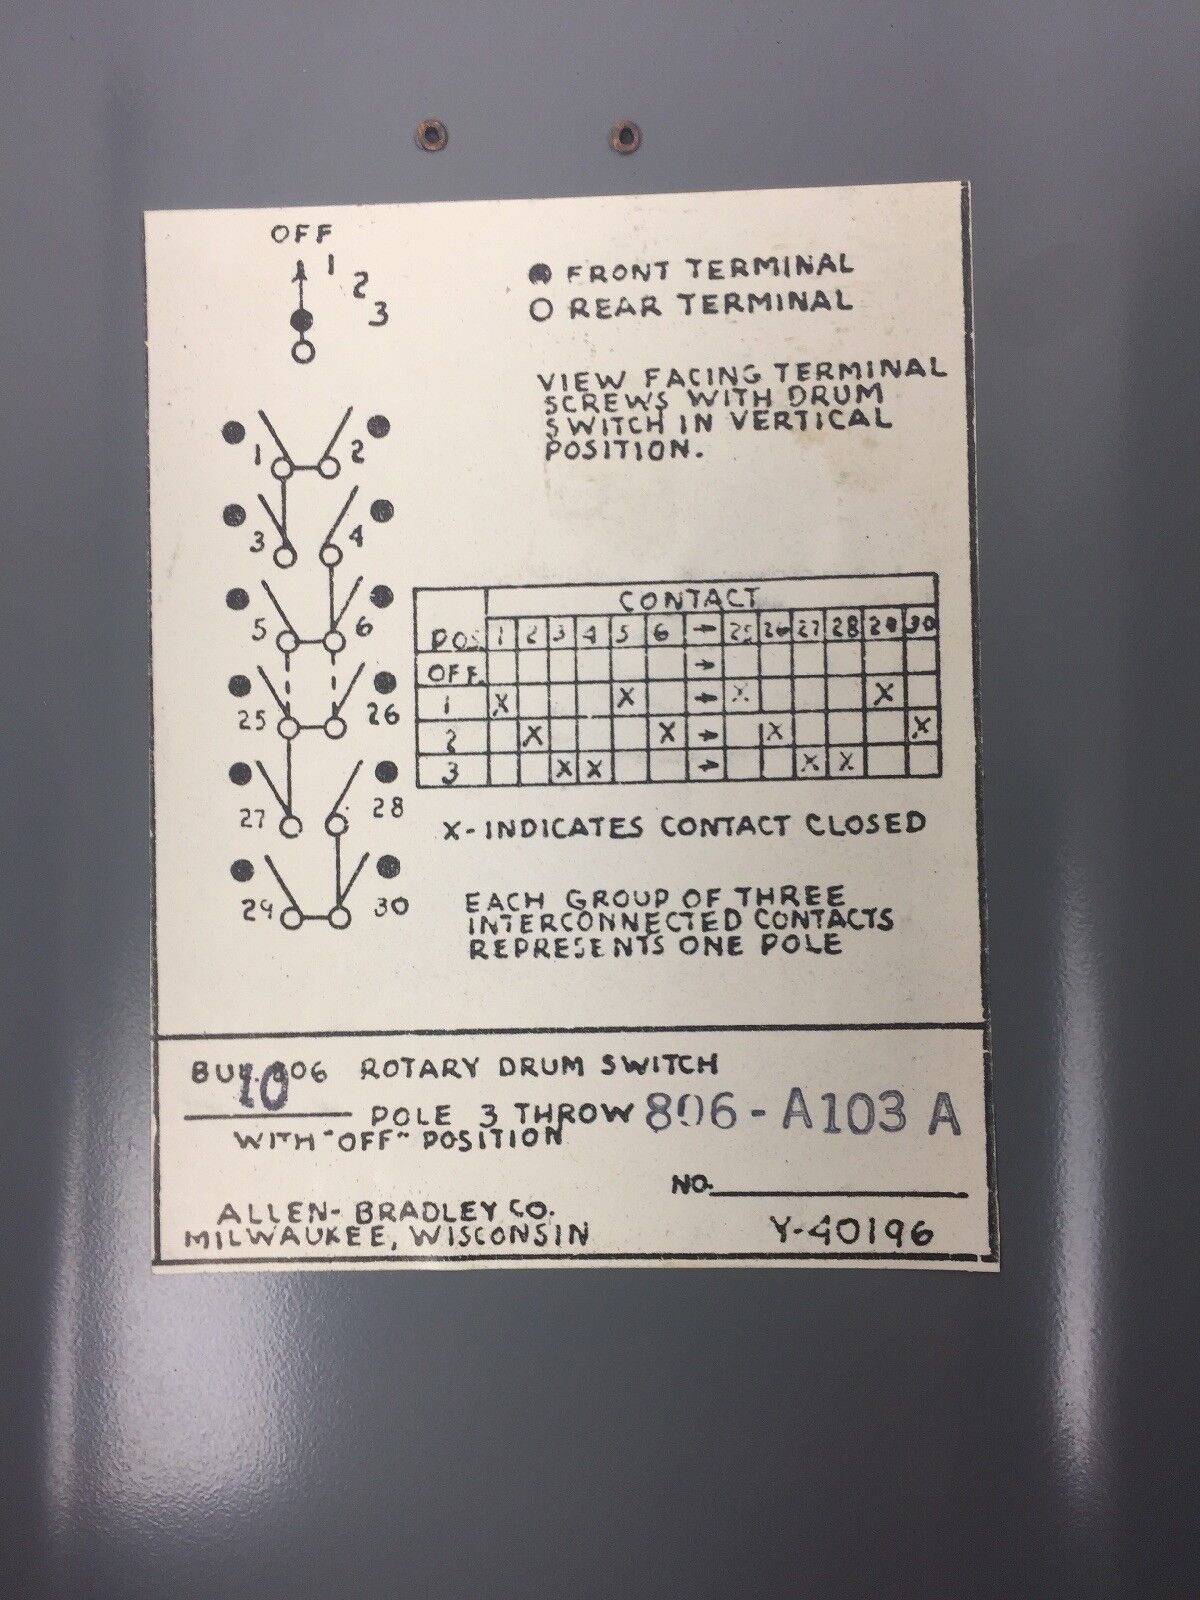 OFF
1
2
3
● FRONT TERMINAL
○ REAR TERMINAL
VIEW FACING TERMINAL
SCREWS WITH DRUM
SWITCH IN VERTICAL
POSITION.
1 2
3 4
5 6
25 26
27 28
29 30
CONTACT
POS. 1 2 3 4 5 6 → 25 26 27 28 29 30
OFF. →
1 X X → X X
2 X X → X X
3 X X → X X
X-INDICATES CONTACT CLOSED
EACH GROUP OF THREE
INTERCONNECTED CONTACTS
REPRESENTS ONE POLE
BUL. 806 ROTARY DRUM SWITCH
10 POLE 3 THROW 806-A103A
WITH "OFF" POSITION
NO.
ALLEN-BRADLEY CO.
MILWAUKEE, WISCONSIN Y-40196